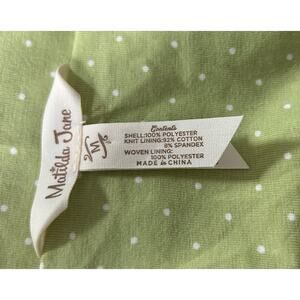 Matilda Jane
M
Contents
SHELL:100% POLYESTER
KNIT LINING:92% COTTON
8% SPANDEX
WOVEN LINING:
100% POLYESTER
MADE in CHINA